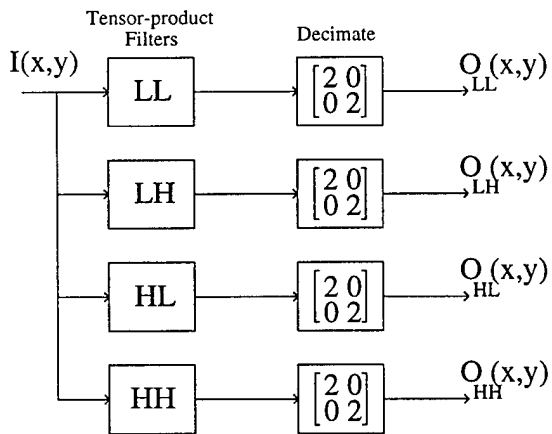 Tensor-product
Filters
Decimate
I(x,y)
LL
[2 0
0 2]
O_LL(x,y)
LH
[2 0
0 2]
O_LH(x,y)
HL
[2 0
0 2]
O_HL(x,y)
HH
[2 0
0 2]
O_HH(x,y)